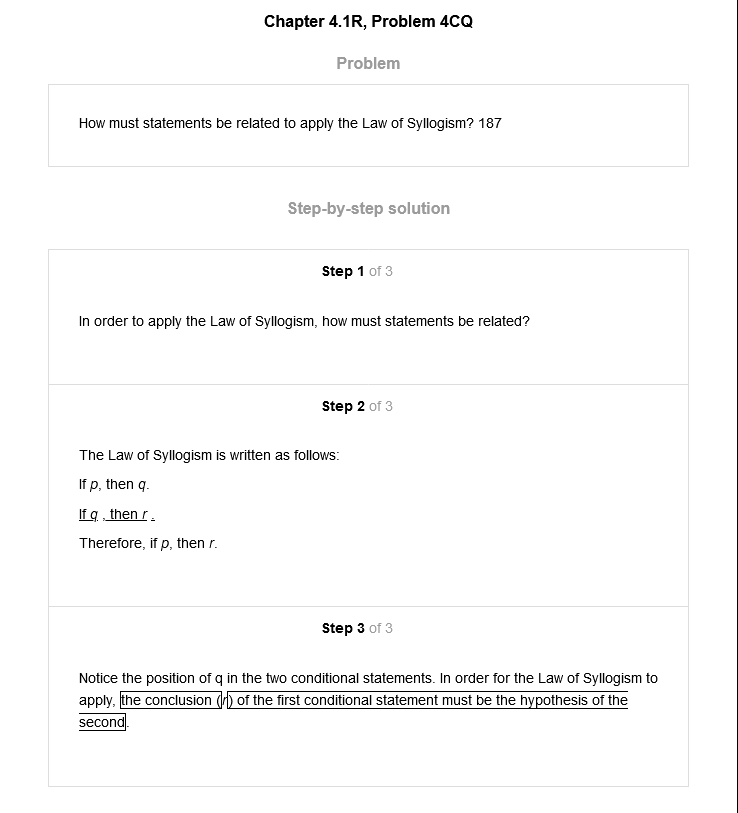 Chapter 4.1R, Problem 4CQ
Problem
How must statements be related to apply the Law of Syllogism? 187
Step-by-step solution
Step 1 of 3
In order to apply the Law of Syllogism, how must statements be related?
Step 2 of 3
The Law of Syllogism is written as follows:
If p, then q.
If q , then r .
Therefore, if p, then r.
Step 3 of 3
Notice the position of q in the two conditional statements. In order for the Law of Syllogism to
apply, the conclusion (r) of the first conditional statement must be the hypothesis of the
second.